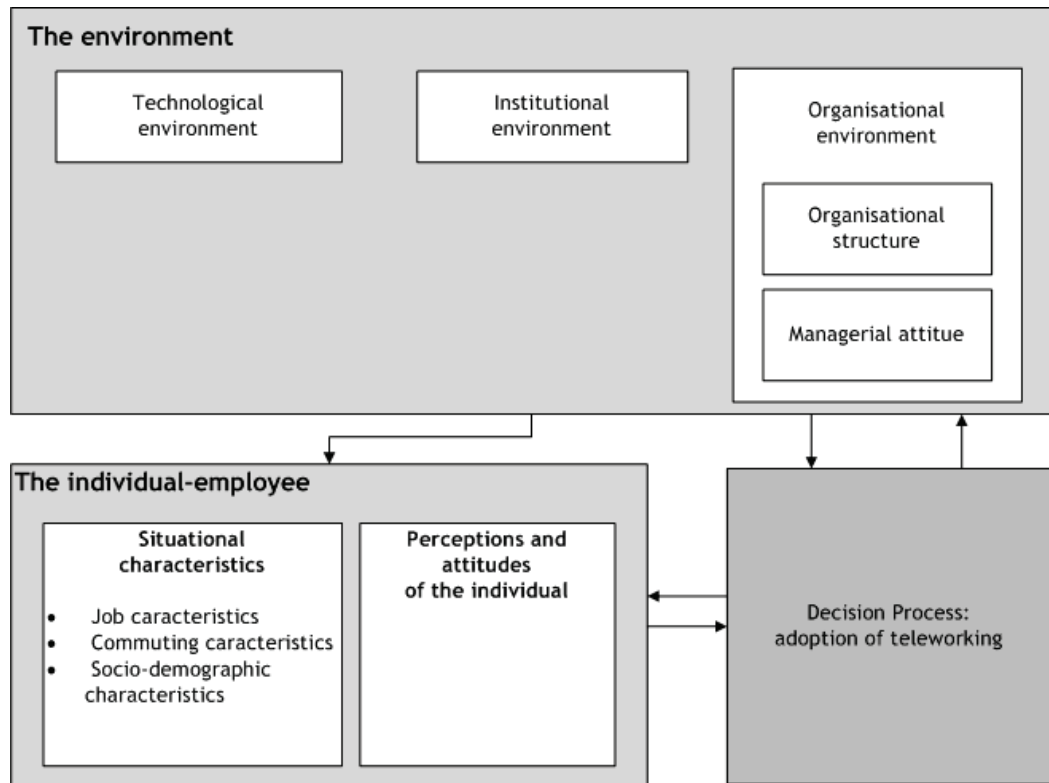 The environment
Technological
environment
Institutional
environment
Organisational
environment
Organisational
structure
Managerial attitue
The individual-employee
Situational
characteristics
• Job caracteristics
• Commuting caracteristics
• Socio-demographic
characteristics
Perceptions and
attitudes
of the individual
Decision Process:
adoption of teleworking